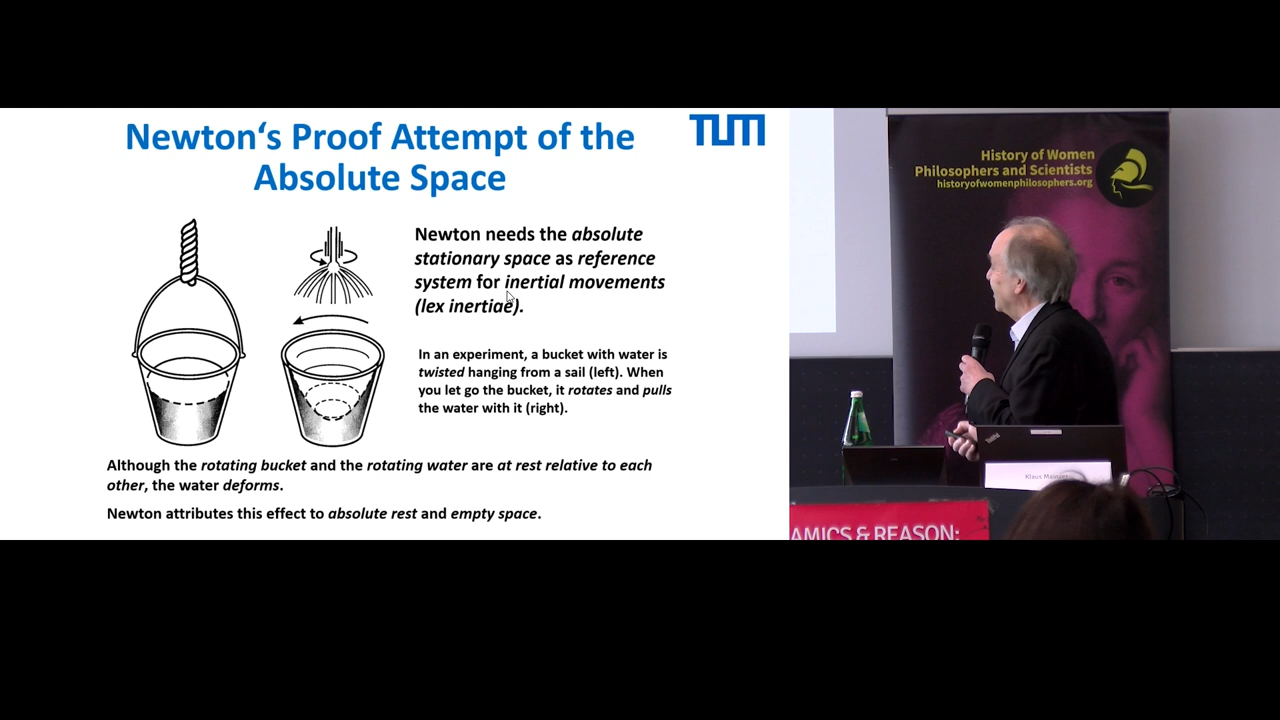 Newton‘s Proof Attempt of the
Absolute Space
TUM
Newton needs the absolute
stationary space as reference
system for inertial movements
(lex inertiae).
In an experiment, a bucket with water is
twisted hanging from a sail (left). When
you let go the bucket, it rotates and pulls
the water with it (right).
Although the rotating bucket and the rotating water are at rest relative to each
other, the water deforms.
Newton attributes this effect to absolute rest and empty space.
History of Women
Philosophers and Scientists
historyofwomenphilosophers.org
Klaus Mainzer
AMICS & REASON: